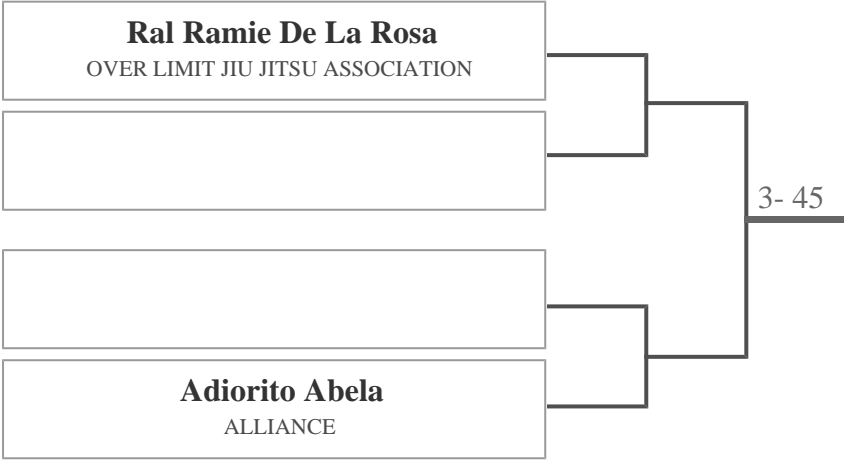 Ral Ramie De La Rosa
OVER LIMIT JIU JITSU ASSOCIATION
3- 45
Adiorito Abela
ALLIANCE